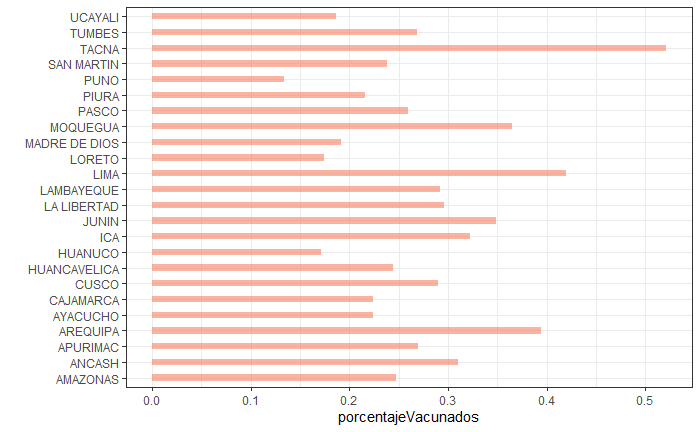 UCAYALI
TUMBES
TACNA
SAN MARTIN
PUNO
PIURA
PASCO
MOQUEGUA
MADRE DE DIOS
LORETO
LIMA
LAMBAYEQUE
LA LIBERTAD
JUNIN
ICA
HUANUCO
HUANCAVELICA
CUSCO
CAJAMARCA
AYACUCHO
AREQUIPA
APURIMAC
ANCASH
AMAZONAS
0.0 0.1 0.2 0.3 0.4 0.5
porcentajeVacunados